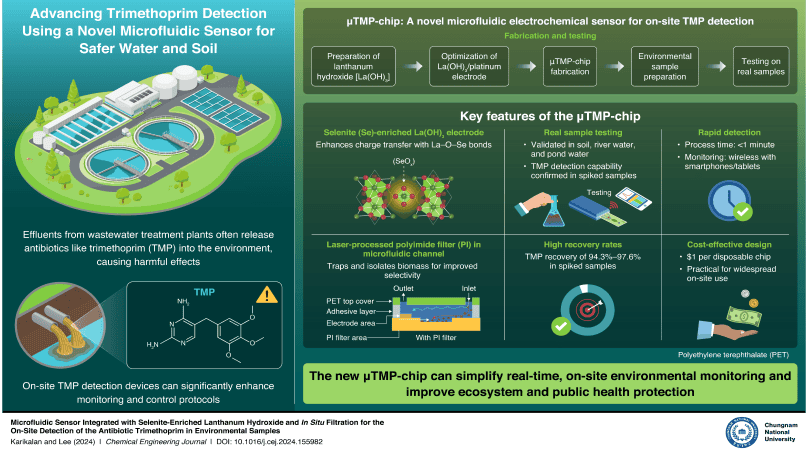 Advancing Trimethoprim Detection
Using a Novel Microfluidic Sensor for
Safer Water and Soil
Effluents from wastewater treatment plants often release
antibiotics like trimethoprim (TMP) into the environment,
causing harmful effects
TMP
NH₂
H₂N
N
N
O
O
O
On-site TMP detection devices can significantly enhance
monitoring and control protocols
µTMP-chip: A novel microfluidic electrochemical sensor for on-site TMP detection
Fabrication and testing
Preparation of
lanthanum
hydroxide [La(OH)₃]
Optimization of
La(OH)₃/platinum
electrode
µTMP-chip
fabrication
Environmental
sample
preparation
Testing on
real samples
Key features of the µTMP-chip
Selenite (Se)-enriched La(OH)₃ electrode
Enhances charge transfer with La–O–Se bonds
(SeO₃)
Real sample testing
• Validated in soil, river water,
and pond water
• TMP detection capability
confirmed in spiked samples
Testing
Rapid detection
• Process time: <1 minute
• Monitoring: wireless with
smartphones/tablets
Laser-processed polyimide filter (PI) in
microfluidic channel
Traps and isolates biomass for improved
selectivity
Outlet
Inlet
PET top cover
Adhesive layer
Electrode area
PI filter area
With PI filter
High recovery rates
TMP recovery of 94.3%–97.6%
in spiked samples
Cost-effective design
• $1 per disposable chip
• Practical for widespread
on-site use
Polyethylene terephthalate (PET)
The new µTMP-chip can simplify real-time, on-site environmental monitoring and
improve ecosystem and public health protection
Microfluidic Sensor Integrated with Selenite-Enriched Lanthanum Hydroxide and In Situ Filtration for the
On-Site Detection of the Antibiotic Trimethoprim in Environmental Samples
Karikalan and Lee (2024) | Chemical Engineering Journal | DOI: 10.1016/j.cej.2024.155982
Chungnam
National
University